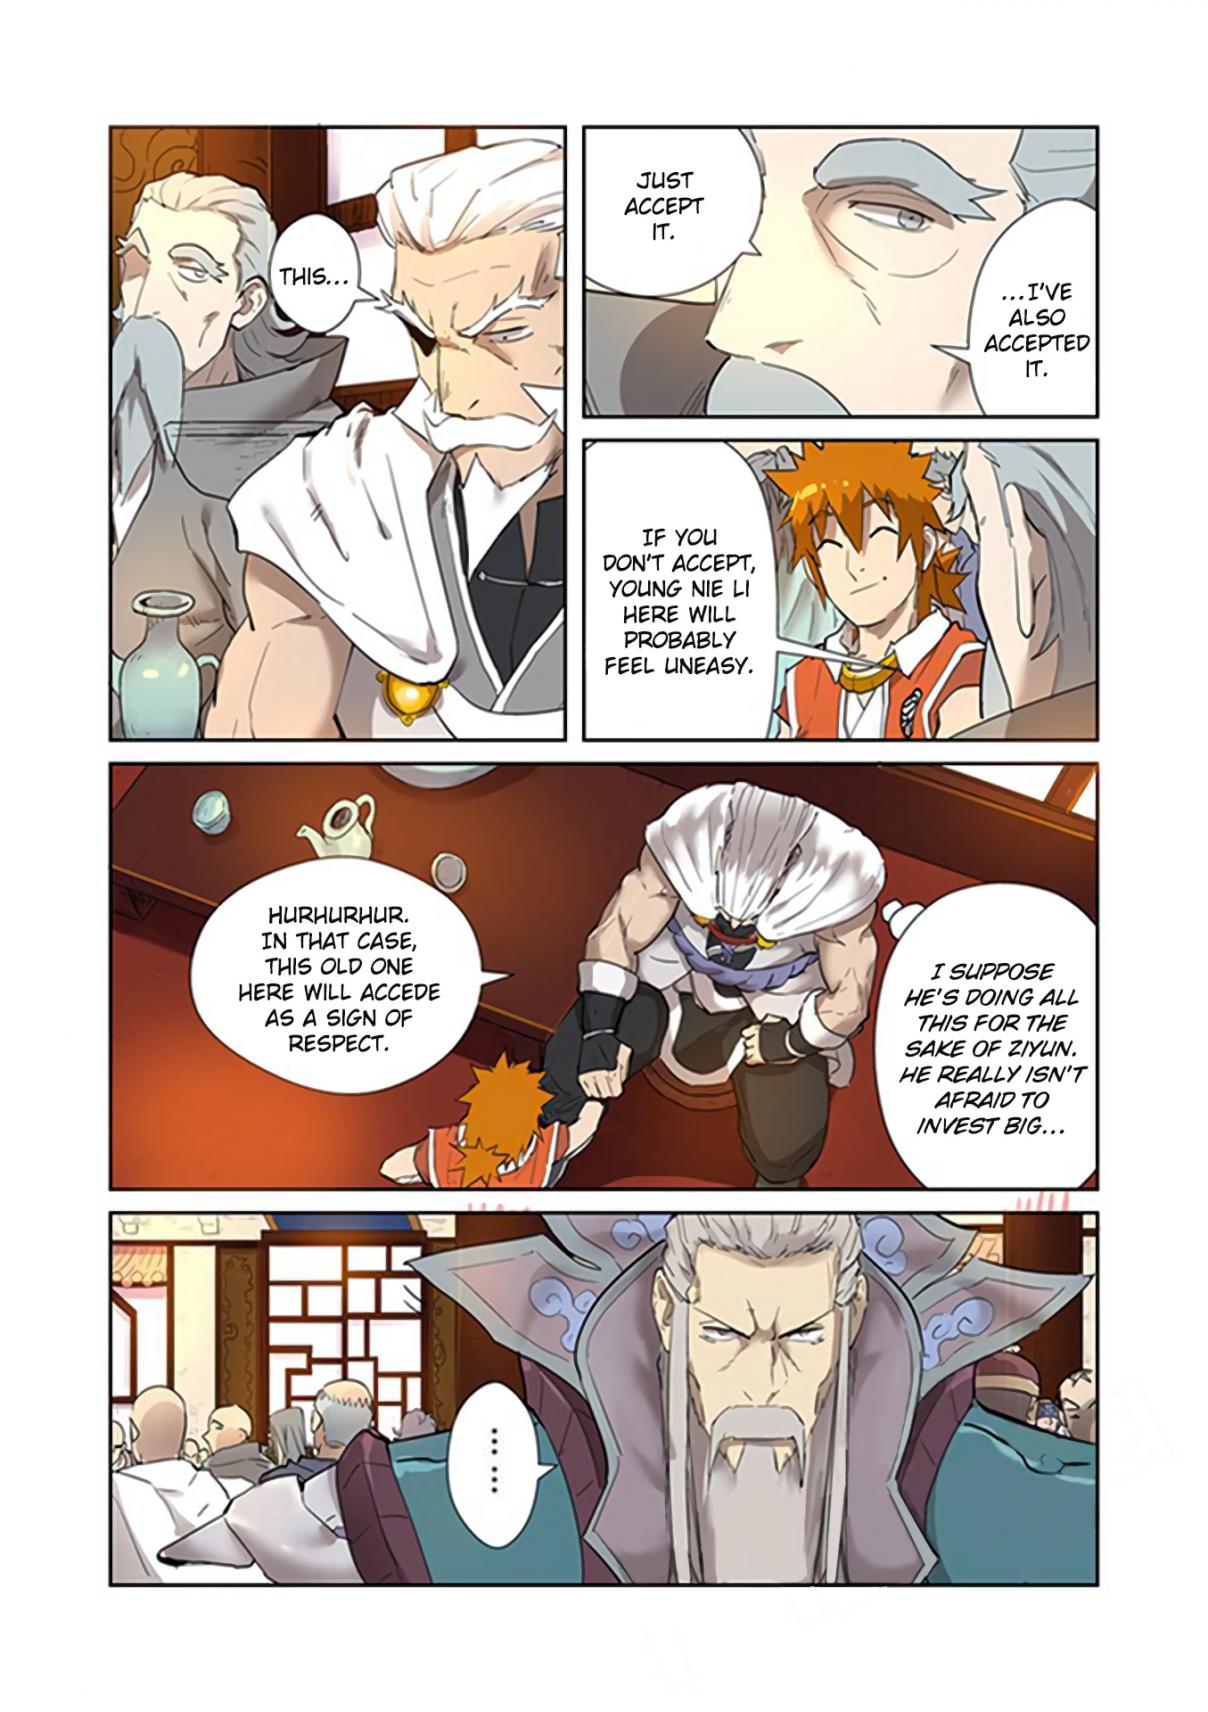 THIS...
JUST
ACCEPT
IT.
...I'VE
ALSO
ACCEPTED
IT.
IF YOU
DON'T ACCEPT,
YOUNG NIE LI
HERE WILL
PROBABLY
FEEL UNEASY.
HURHURHUR.
IN THAT CASE,
THIS OLD ONE
HERE WILL ACCEDE
AS A SIGN OF
RESPECT.
I SUPPOSE
HE'S DOING ALL
THIS FOR THE
SAKE OF ZIYUN.
HE REALLY ISN'T
AFRAID TO
INVEST BIG...
......